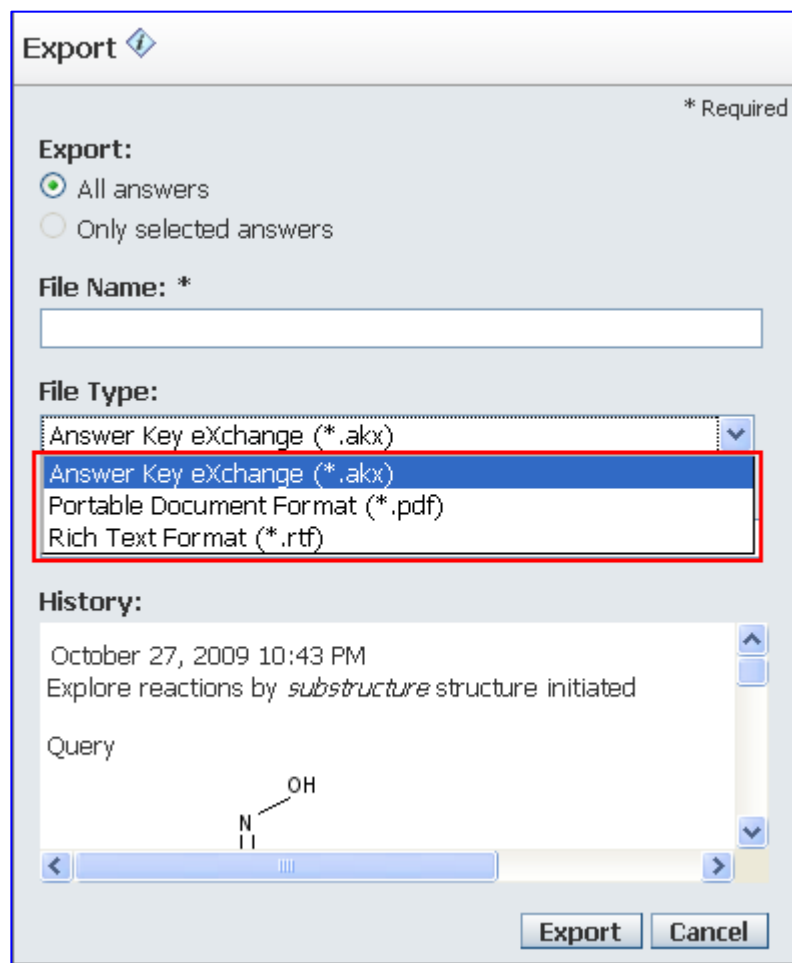 Export
* Required
Export:
All answers
Only selected answers
File Name: *
File Type:
Answer Key eXchange (*.akx)
Answer Key eXchange (*.akx)
Portable Document Format (*.pdf)
Rich Text Format (*.rtf)
History:
October 27, 2009 10:43 PM
Explore reactions by substructure structure initiated
Query
OH
N
Export Cancel